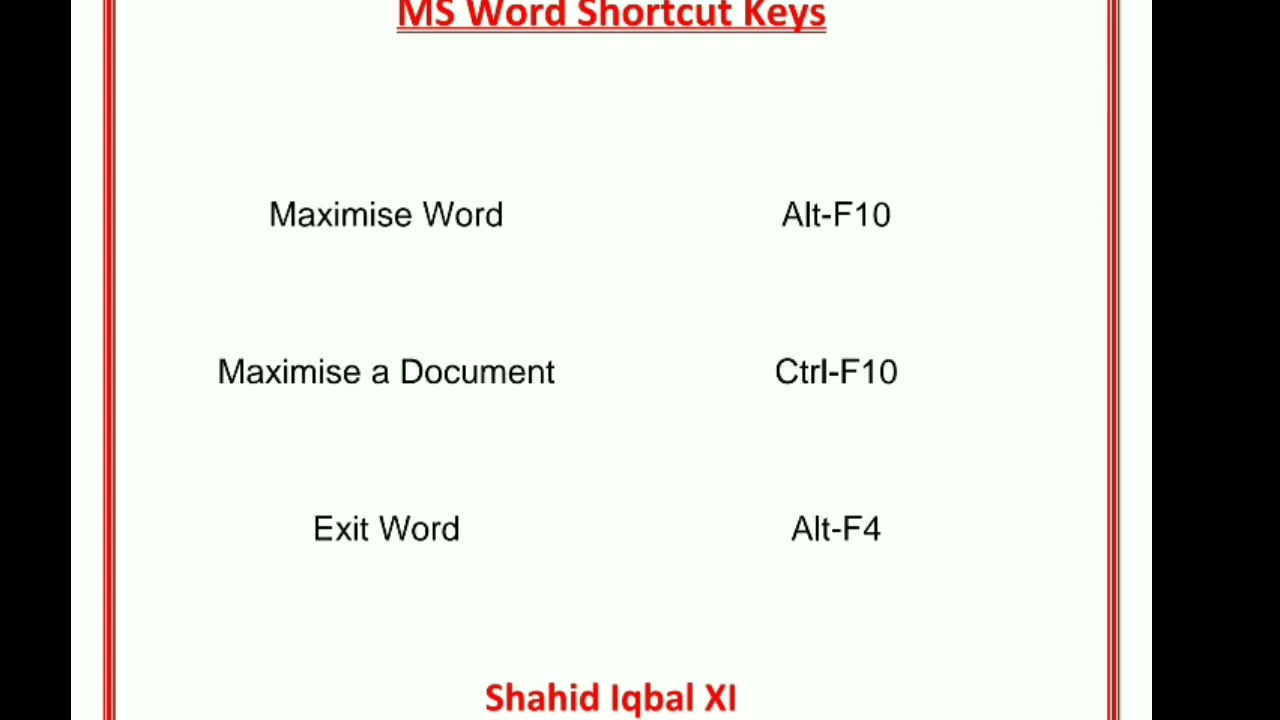 MS Word Shortcut Keys
Maximise Word Alt-F10
Maximise a Document Ctrl-F10
Exit Word Alt-F4
Shahid Iqbal XI